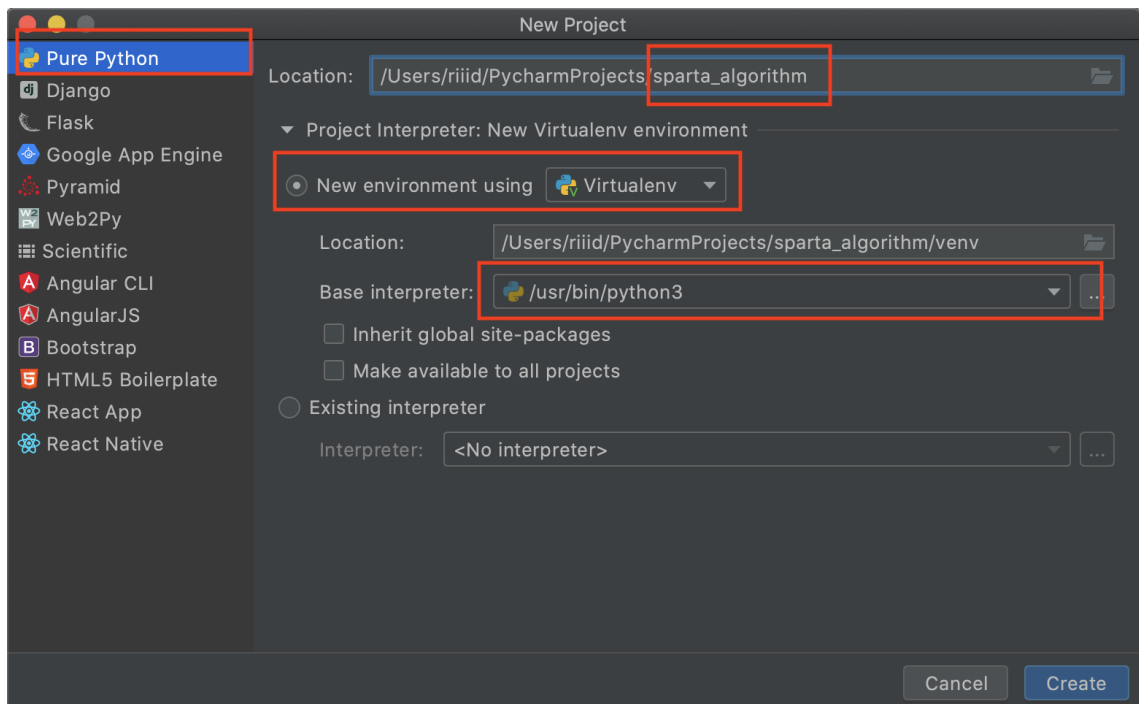 New Project
Pure Python
Django
Flask
Google App Engine
Pyramid
Web2Py
Scientific
Angular CLI
AngularJS
Bootstrap
HTML5 Boilerplate
React App
React Native
Location: /Users/riiid/PycharmProjects/sparta_algorithm
Project Interpreter: New Virtualenv environment
New environment using Virtualenv
Location: /Users/riiid/PycharmProjects/sparta_algorithm/venv
Base interpreter: /usr/bin/python3 ...
Inherit global site-packages
Make available to all projects
Existing interpreter
Interpreter: <No interpreter> ...
Cancel Create